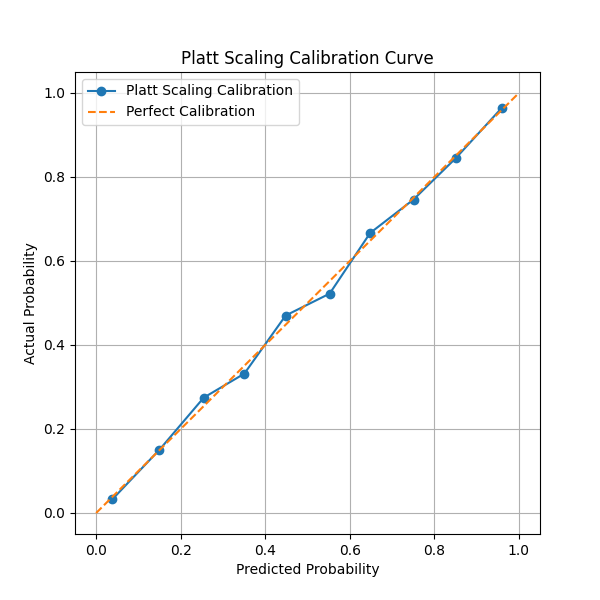 Platt Scaling Calibration Curve
Platt Scaling Calibration
Perfect Calibration
1.0
0.8
0.6
0.4
0.2
0.0
Actual Probability
0.0 0.2 0.4 0.6 0.8 1.0
Predicted Probability